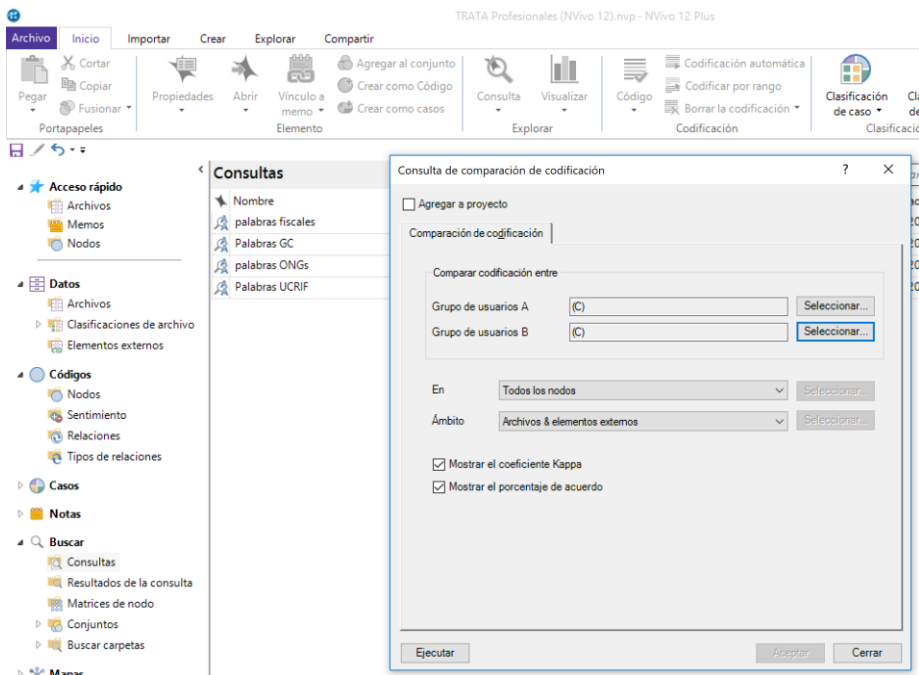 TRATA Profesionales (NVivo 12).nvp - NVivo 12 Plus
Archivo Inicio Importar Crear Explorar Compartir
Pegar
Cortar
Copiar
Fusionar
Portapapeles
Propiedades
Abrir
Vínculo a memo
Agregar al conjunto
Crear como Código
Crear como casos
Elemento
Consulta
Visualizar
Explorar
Código
Codificación automática
Codificar por rango
Borrar la codificación
Codificación
Clasificación
de caso
Acceso rápido
Archivos
Memos
Nodos
Datos
Archivos
Clasificaciones de archivo
Elementos externos
Códigos
Nodos
Sentimiento
Relaciones
Tipos de relaciones
Casos
Notas
Buscar
Consultas
Resultados de la consulta
Matrices de nodo
Conjuntos
Buscar carpetas
Mapas
Consultas
Nombre
palabras fiscales
Palabras GC
palabras ONGs
Palabras UCRIF
Consulta de comparación de codificación ?
Agregar a proyecto
Comparación de codificación
Comparar codificación entre
Grupo de usuarios A (C) Seleccionar...
Grupo de usuarios B (C) Seleccionar...
En Todos los nodos Seleccionar...
Ámbito Archivos & elementos externos Seleccionar...
Mostrar el coeficiente Kappa
Mostrar el porcentaje de acuerdo
Ejecutar Aceptar Cerrar